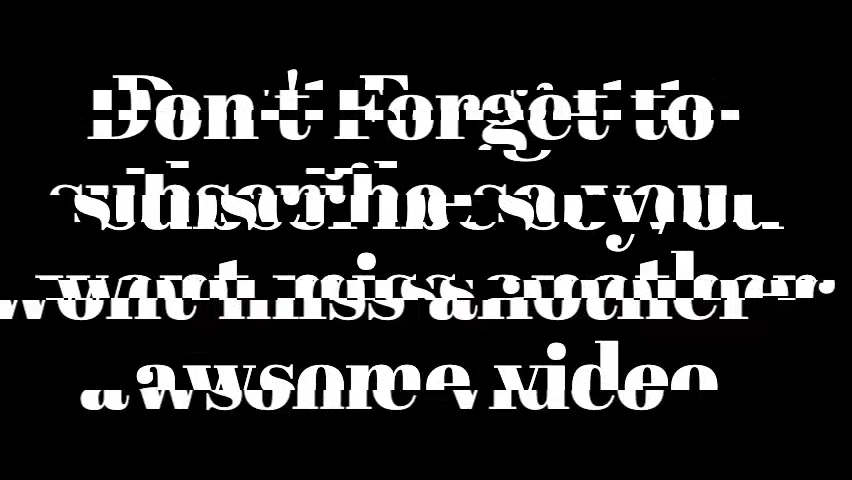 Don't Forget to
subscribe so you
wont miss another
awsome video